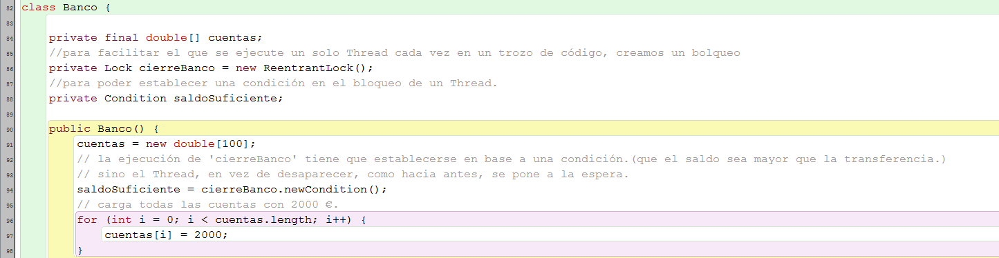 82 class Banco {
83
84 private final double[] cuentas;
85 //para facilitar el que se ejecute un solo Thread cada vez en un trozo de código, creamos un bolqueo
86 private Lock cierreBanco = new ReentrantLock();
87 //para poder establecer una condición en el bloqueo de un Thread.
88 private Condition saldoSuficiente;
89
90 public Banco() {
91 cuentas = new double[100];
92 // la ejecución de 'cierreBanco' tiene que establecerse en base a una condición.(que el saldo sea mayor que la transferencia.)
93 // sino el Thread, en vez de desaparecer, como hacia antes, se pone a la espera.
94 saldoSuficiente = cierreBanco.newCondition();
95 // carga todas las cuentas con 2000 €.
96 for (int i = 0; i < cuentas.length; i++) {
97 cuentas[i] = 2000;
98 }